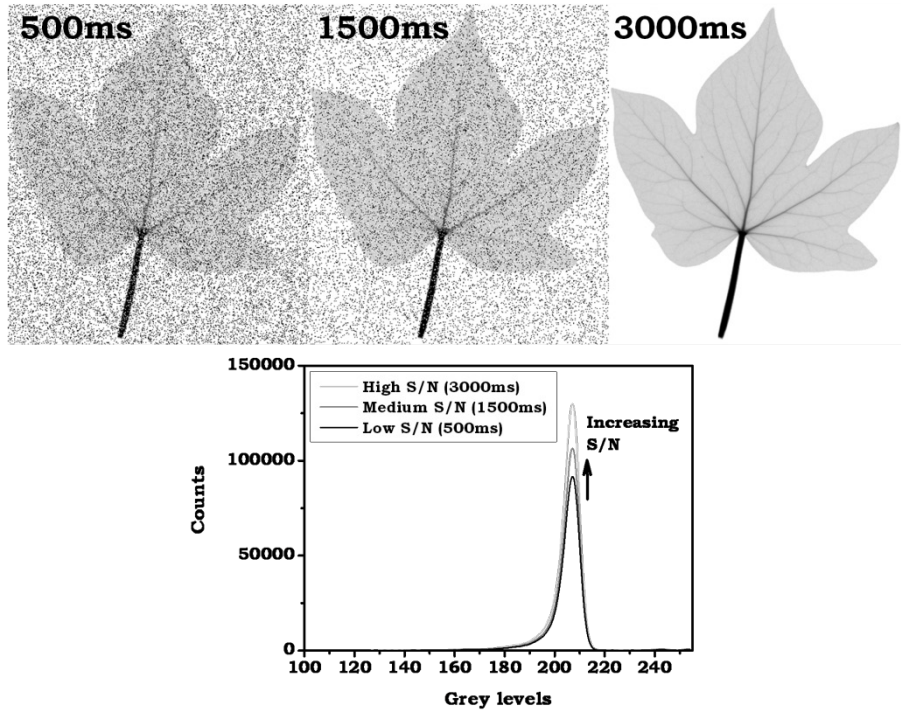 500ms
1500ms
3000ms
150000
100000
50000
0
Counts
High S/N (3000ms)
Medium S/N (1500ms)
Low S/N (500ms)
Increasing
S/N
100 120 140 160 180 200 220 240
Grey levels